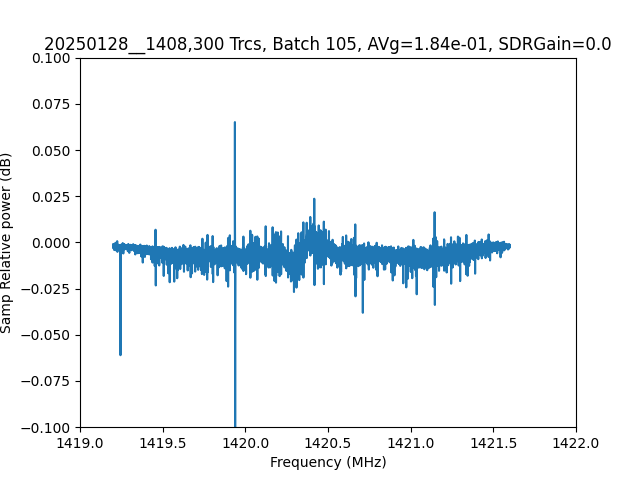 20250128__1408,300 Trcs, Batch 105, AVg=1.84e-01, SDRGain=0.0
0.100
0.075
0.050
0.025
0.000
−0.025
−0.050
−0.075
−0.100
Samp Relative power (dB)
1419.0 1419.5 1420.0 1420.5 1421.0 1421.5 1422.0
Frequency (MHz)